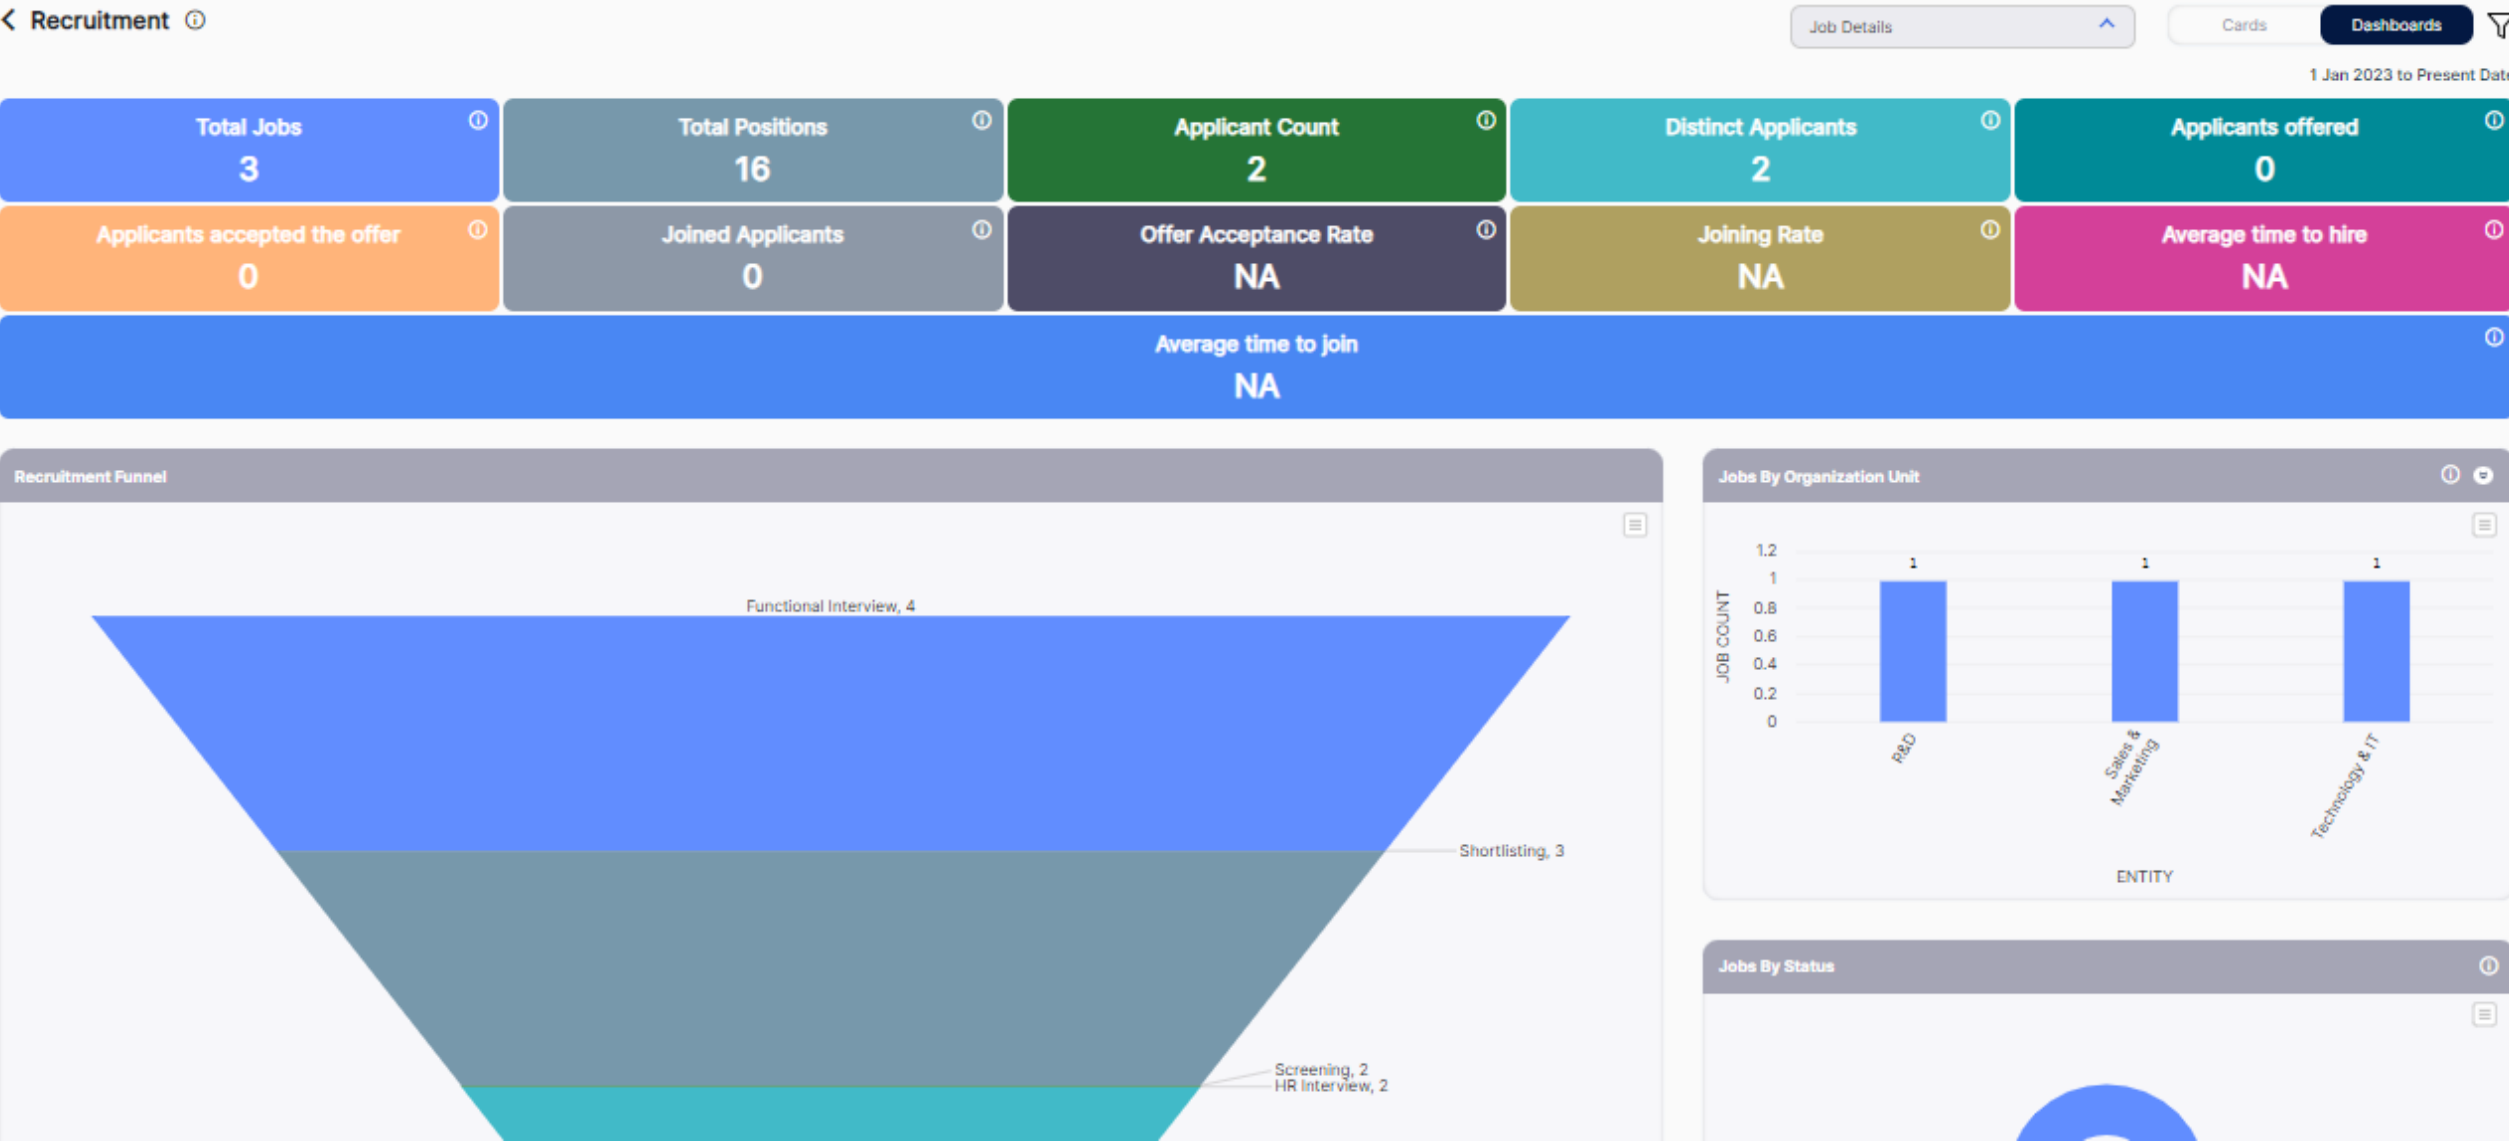 Recruitment
Job Details
Cards
Dashboards
1 Jan 2023 to Present Date
Total Jobs
3
Total Positions
16
Applicant Count
2
Distinct Applicants
2
Applicants offered
0
Applicants accepted the offer
0
Joined Applicants
0
Offer Acceptance Rate
NA
Joining Rate
NA
Average time to hire
NA
Average time to join
NA
Recruitment Funnel
Functional Interview, 4
Shortlisting, 3
Screening, 2
HR Interview, 2
Jobs By Organization Unit
1.2
1
0.8
0.6
0.4
0.2
0
JOB COUNT
1
1
1
R&D
Sales &
Marketing
Technology & IT
ENTITY
Jobs By Status